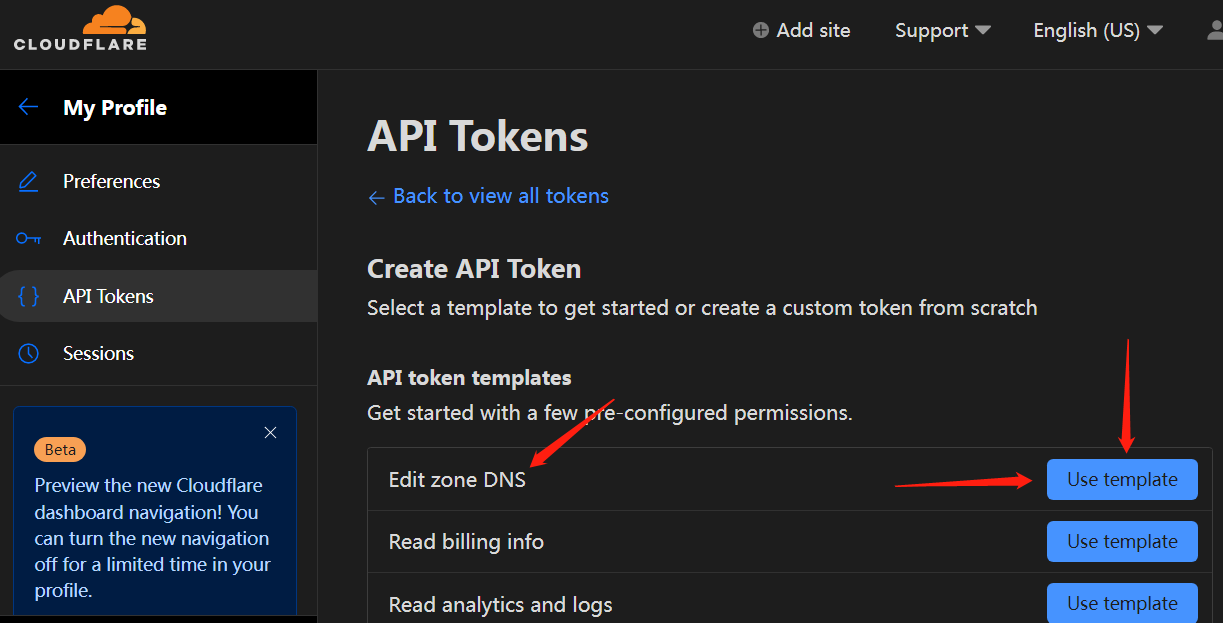 CLOUDFLARE
Add site
Support
English (US)
My Profile
Preferences
Authentication
API Tokens
Sessions
Beta
Preview the new Cloudflare
dashboard navigation! You
can turn the new navigation
off for a limited time in your
profile.
API Tokens
Back to view all tokens
Create API Token
Select a template to get started or create a custom token from scratch
API token templates
Get started with a few pre-configured permissions.
Edit zone DNS
Use template
Read billing info
Use template
Read analytics and logs
Use template